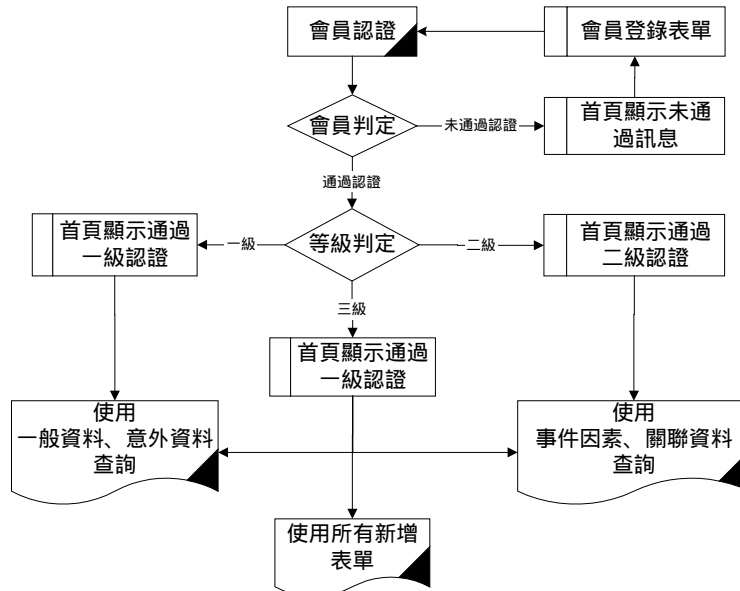 會員認證
會員登錄表單
會員判定
未通過認證
首頁顯示未通
過訊息
通過認證
首頁顯示通過
一級認證
一級
等級判定
二級
首頁顯示通過
二級認證
三級
首頁顯示通過
一級認證
使用
一般資料、意外資料
查詢
使用
事件因素、關聯資料
查詢
使用所有新增
表單